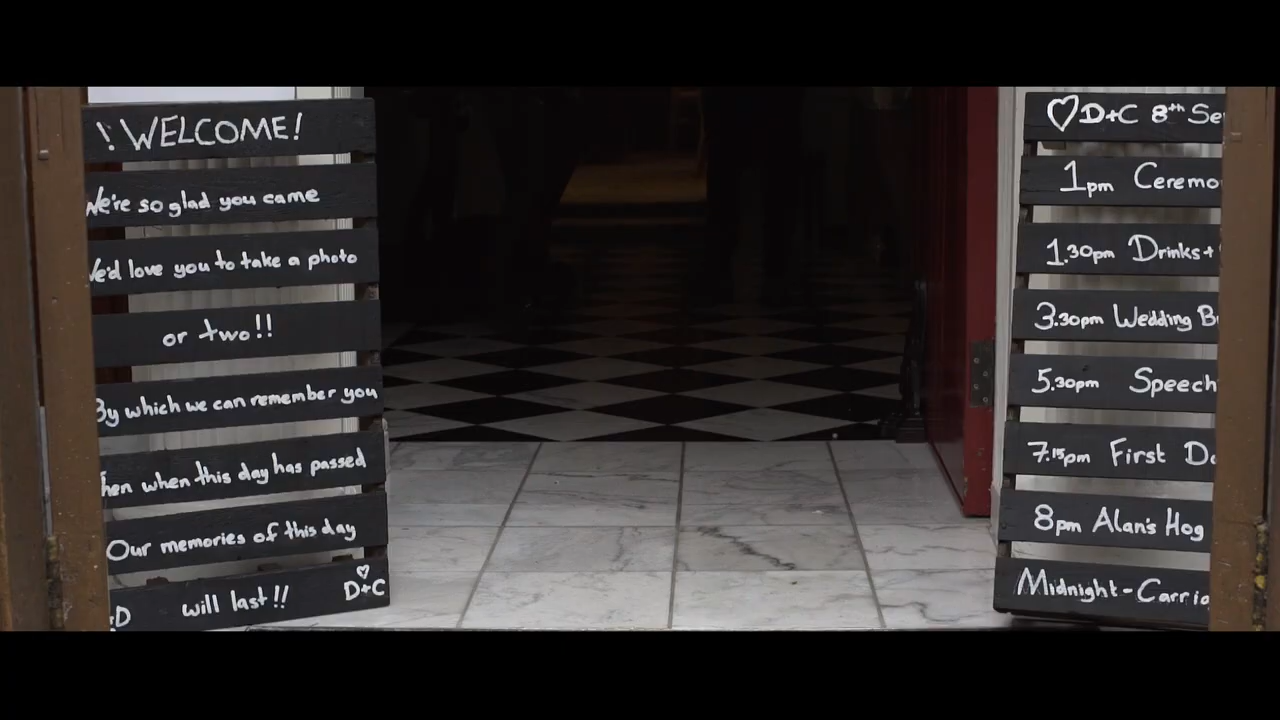 ! WELCOME!
We're so glad you came
We'd love you to take a photo
or two!!
By which we can remember you
when this day has passed
Our memories of this day
will last!!
D+C
♡D+C 8th
1pm
1.30pm Drinks+
3.30pm Wedding
5.30pm Speech
7.15pm First
8pm Alan's Hog
Midnight-